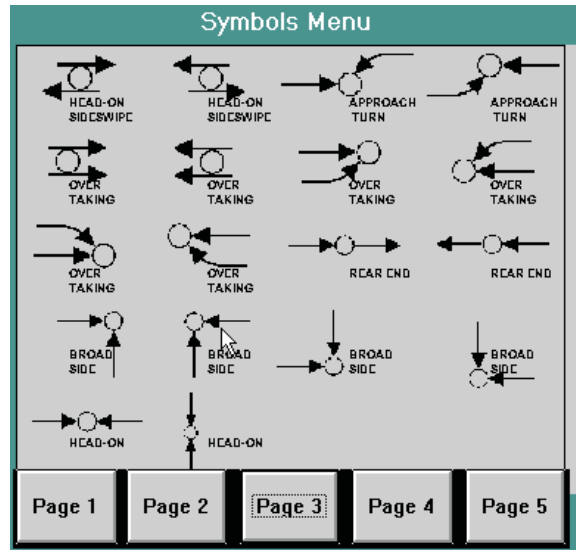 Symbols Menu
HEAD-ON
SIDESWIPE
HEAD-ON
SIDESWIPE
APPROACH
TURN
APPROACH
TURN
OVER
TAKING
OVER
TAKING
OVER
TAKING
OVER
TAKING
OVER
TAKING
OVER
TAKING
REAR END
REAR END
BROAD
SIDE
BROAD
SIDE
BROAD
SIDE
BROAD
SIDE
HEAD-ON
HEAD-ON
Page 1
Page 2
Page 3
Page 4
Page 5